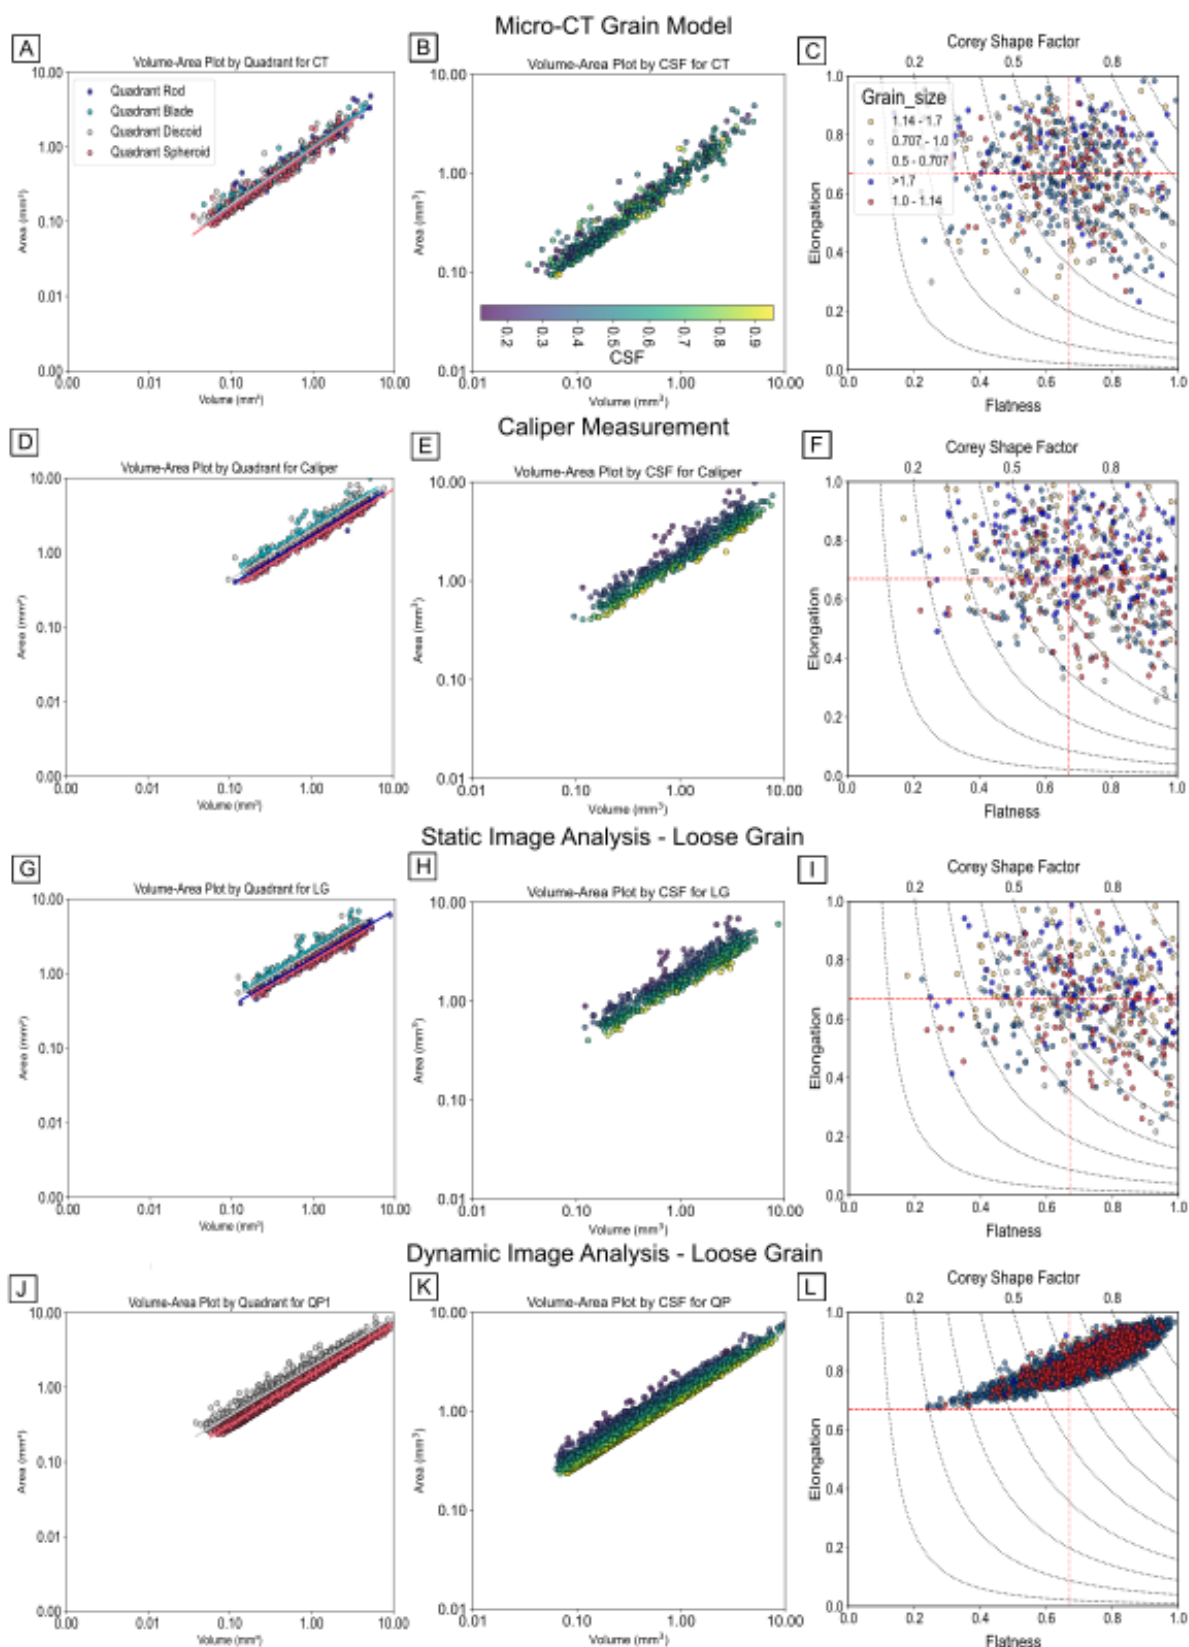 Micro-CT Grain Model
A
Volume-Area Plot by Quadrant for CT
10.00
1.00
0.10
0.01
0.00
Area (mm²)
Quadrant Rod
Quadrant Blade
Quadrant Discoid
Quadrant Spheroid
0.00 0.01 0.10 1.00 10.00
Volume (mm³)
B
Volume-Area Plot by CSF for CT
10.00
1.00
0.10
0.01
Area (mm³)
0.2 0.3 0.4 0.5 0.6 0.7 0.8 0.9
CSF
0.10 1.00 10.00
Volume (mm³)
C
Corey Shape Factor
0.2 0.5 0.8
1.0
0.8
0.6
0.4
0.2
0.0
Elongation
Grain_size
1.14 - 1.7
0.707 - 1.0
0.5 - 0.707
>1.7
1.0 - 1.14
0.0 0.2 0.4 0.6 0.8 1.0
Flatness
Caliper Measurement
D
Volume-Area Plot by Quadrant for Caliper
10.00
1.00
0.10
0.01
0.00
Area (mm²)
0.00 0.01 0.10 1.00 10.00
Volume (mm³)
E
Volume-Area Plot by CSF for Caliper
10.00
1.00
0.10
0.01
Area (mm³)
0.10 1.00 10.00
Volume (mm³)
F
Corey Shape Factor
0.2 0.5 0.8
1.0
0.8
0.6
0.4
0.2
0.0
Elongation
0.0 0.2 0.4 0.6 0.8 1.0
Flatness
Static Image Analysis - Loose Grain
G
Volume-Area Plot by Quadrant for LG
10.00
1.00
0.10
0.01
0.00
Area (mm²)
0.00 0.01 0.10 1.00 10.00
Volume (mm³)
H
Volume-Area Plot by CSF for LG
10.00
1.00
0.10
0.01
Area (mm³)
0.10 1.00 10.00
Volume (mm³)
I
Corey Shape Factor
0.2 0.5 0.8
1.0
0.8
0.6
0.4
0.2
0.0
Elongation
0.0 0.2 0.4 0.6 0.8 1.0
Flatness
Dynamic Image Analysis - Loose Grain
J
Volume-Area Plot by Quadrant for QP1
10.00
1.00
0.10
0.01
0.00
Area (mm²)
0.00 0.01 0.10 1.00 10.00
Volume (mm³)
K
Volume-Area Plot by CSF for QP
10.00
1.00
0.10
0.01
Area (mm³)
0.10 1.00 10.00
Volume (mm³)
L
Corey Shape Factor
0.2 0.5 0.8
1.0
0.8
0.6
0.4
0.2
0.0
Elongation
0.0 0.2 0.4 0.6 0.8 1.0
Flatness